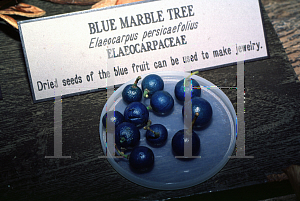 BLUE MARBLE TREE
Elaeocarpus persicaefolius
ELAEOCARPACEAE
Dried seeds of the blue fruit can be used to make jewelry.